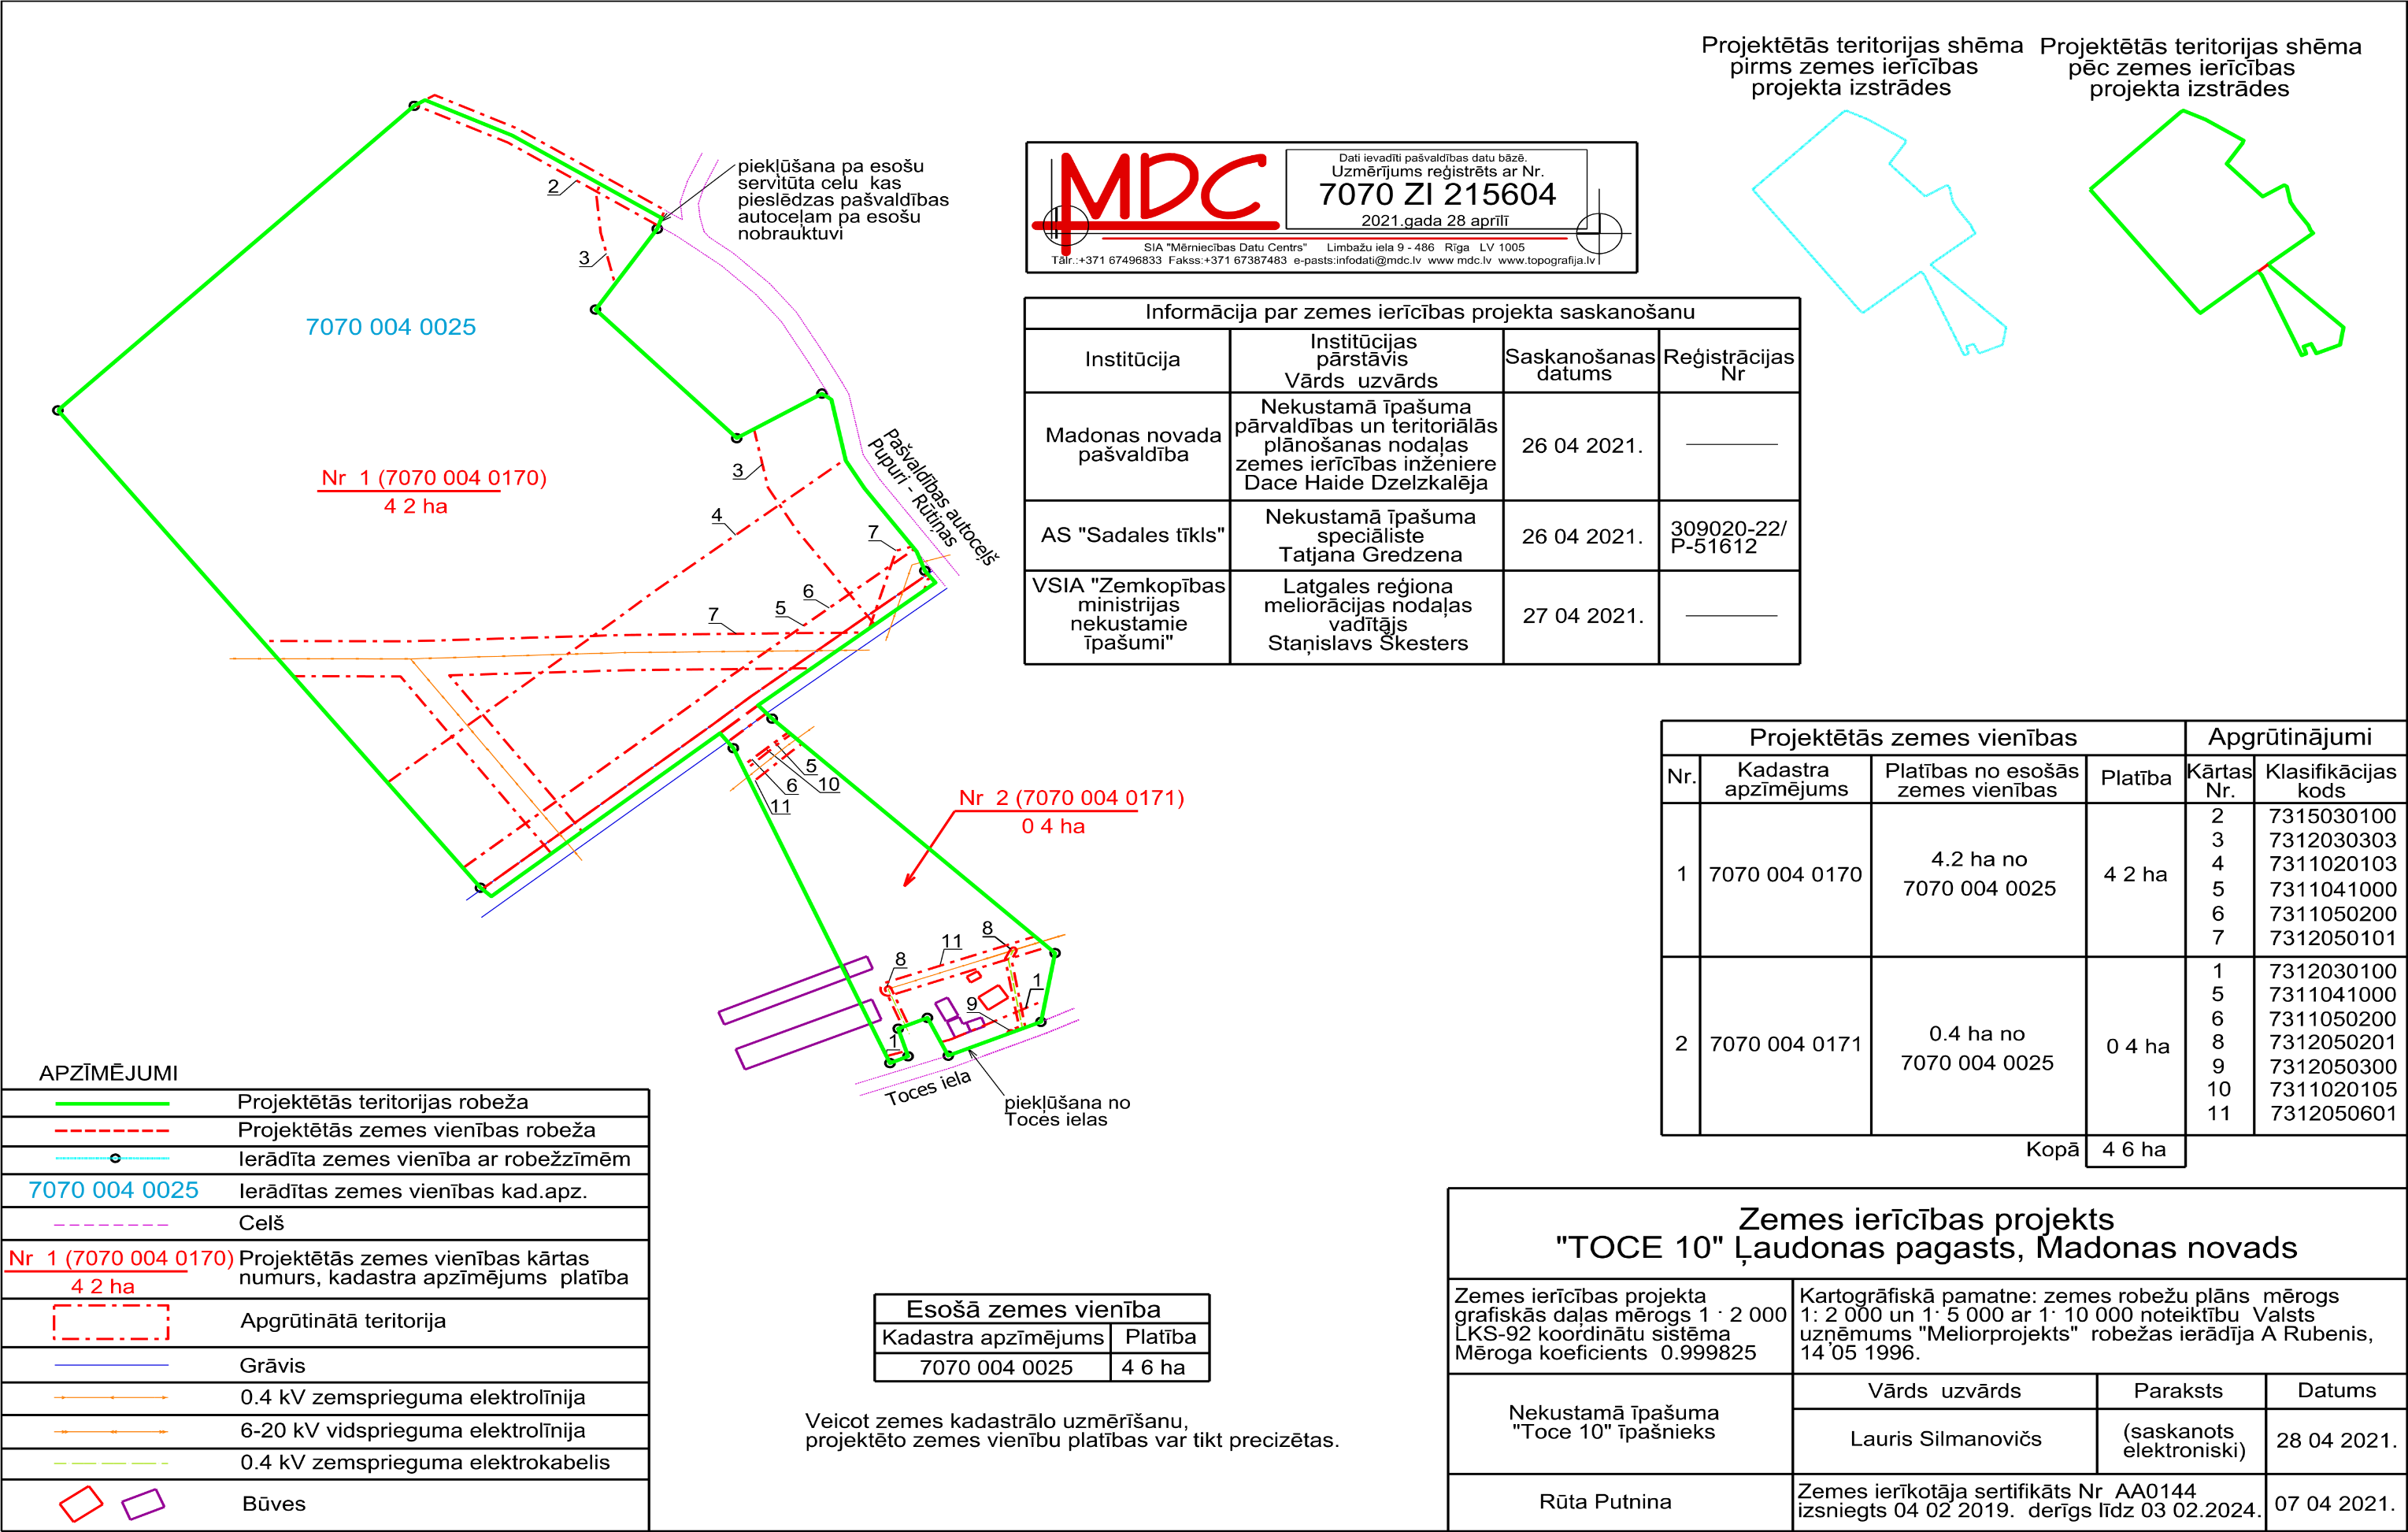 Projektētās teritorijas shēma
pirms zemes ierīcības
projekta izstrādes
Projektētās teritorijas shēma
pēc zemes ierīcības
projekta izstrādes
MDC
Dati ievadīti pašvaldības datu bāzē.
Uzmērījums reģistrēts ar Nr.
7070 ZI 215604
2021.gada 28 aprīlī
SIA "Mērniecības Datu Centrs" Limbažu iela 9 - 486 Rīga LV 1005
Tālr.:+371 67496833 Fakss:+371 67387483 e-pasts:infodati@mdc.lv www mdc.lv www.topografija.lv
piekļūšana pa esošu
servitūta ceļu kas
pieslēdzas pašvaldības
autoceļam pa esošu
nobrauktuvi
2
3
7070 004 0025
Nr 1 (7070 004 0170)
4 2 ha
3
4
7
6
5
7
Pašvaldības autoceļš
Pupuri - Rūtiņas
5
10
6
11
Nr 2 (7070 004 0171)
0 4 ha
8
11
8
1
9
1
Toces iela
piekļūšana no
Toces ielas
Informācija par zemes ierīcības projekta saskaņošanu
Institūcija
Institūcijas
pārstāvis
Vārds uzvārds
Saskaņošanas
datums
Reģistrācijas
Nr
Madonas novada
pašvaldība
Nekustamā īpašuma
pārvaldības un teritoriālās
plānošanas nodaļas
zemes ierīcības inženiere
Dace Haide Dzelzkalēja
26 04 2021.
AS "Sadales tīkls"
Nekustamā īpašuma
speciāliste
Tatjana Gredzena
26 04 2021.
309020-22/
P-51612
VSIA "Zemkopības
ministrijas
nekustamie
īpašumi"
Latgales reģiona
meliorācijas nodaļas
vadītājs
Staņislavs Šķesters
27 04 2021.
Projektētās zemes vienības
Apgrūtinājumi
Nr.
Kadastra
apzīmējums
Platības no esošās
zemes vienības
Platība
Kārtas
Nr.
Klasifikācijas
kods
1
7070 004 0170
4.2 ha no
7070 004 0025
4 2 ha
2 7315030100
3 7312030303
4 7311020103
5 7311041000
6 7311050200
7 7312050101
2
7070 004 0171
0.4 ha no
7070 004 0025
0 4 ha
1 7312030100
5 7311041000
6 7311050200
8 7312050201
9 7312050300
10 7311020105
11 7312050601
Kopā 4 6 ha
APZĪMĒJUMI
Projektētās teritorijas robeža
Projektētās zemes vienības robeža
Ierādīta zemes vienība ar robežzīmēm
7070 004 0025 Ierādītas zemes vienības kad.apz.
Ceļš
Nr 1 (7070 004 0170)
4 2 ha
Projektētās zemes vienības kārtas
numurs, kadastra apzīmējums platība
Apgrūtinātā teritorija
Grāvis
0.4 kV zemsprieguma elektrolīnija
6-20 kV vidsprieguma elektrolīnija
0.4 kV zemsprieguma elektrokabelis
Būves
Esošā zemes vienība
Kadastra apzīmējums Platība
7070 004 0025 4 6 ha
Veicot zemes kadastrālo uzmērīšanu,
projektēto zemes vienību platības var tikt precizētas.
Zemes ierīcības projekts
"TOCE 10" Ļaudonas pagasts, Madonas novads
Zemes ierīcības projekta
grafiskās daļas mērogs 1 : 2 000
LKS-92 koordinātu sistēma
Mēroga koeficients 0.999825
Kartogrāfiskā pamatne: zemes robežu plāns mērogs
1: 2 000 un 1: 5 000 ar 1: 10 000 noteiktību Valsts
uzņēmums "Meliorprojekts" robežas ierādīja A Rubenis,
14 05 1996.
Nekustamā īpašuma
"Toce 10" īpašnieks
Vārds uzvārds
Paraksts
Datums
Lauris Silmanovičs
(saskaņots
elektroniski)
28 04 2021.
Rūta Putniņa
Zemes ierīkotāja sertifikāts Nr AA0144
izsniegts 04 02 2019. derīgs līdz 03 02.2024.
07 04 2021.